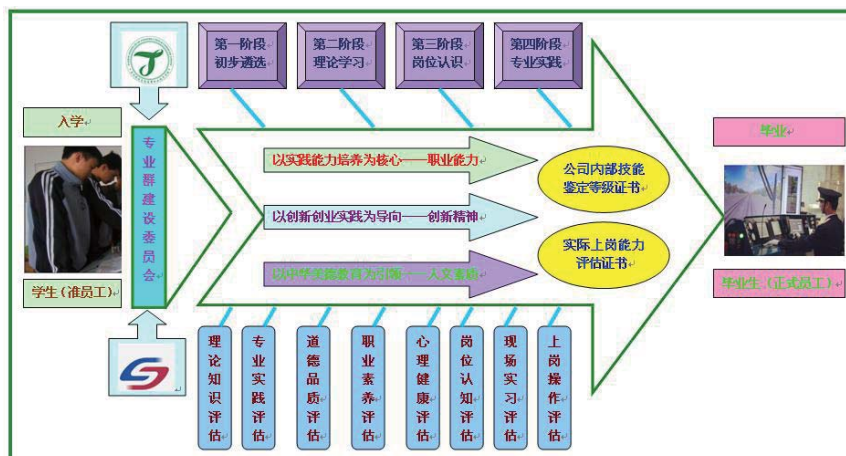 第一阶段
初步遴选
第二阶段
理论学习
第三阶段
岗位认识
第四阶段
专业实践
入学
专业群建设委员会
学生（准员工）
以实践能力培养为核心——职业能力
以创新创业实践为导向——创新精神
以中华美德教育为引领——人文素质
公司内部技能
鉴定等级证书
实际上岗能力
评估证书
毕业
毕业生（正式员工）
理论知识评估
专业实践评估
道德品质评估
职业素养评估
心理健康评估
岗位认知评估
现场实习评估
上岗操作评估